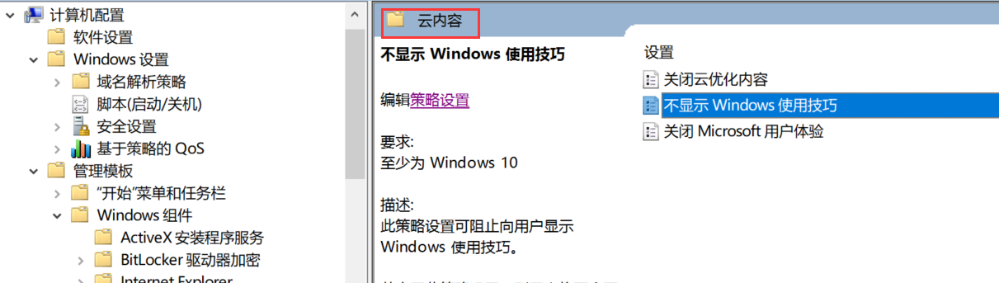 计算机配置
软件设置
Windows 设置
域名解析策略
脚本(启动/关机)
安全设置
基于策略的 QoS
管理模板
“开始”菜单和任务栏
Windows 组件
ActiveX 安装程序服务
BitLocker 驱动器加密
Internet Explorer
云内容
不显示 Windows 使用技巧
编辑策略设置
要求:
至少为 Windows 10
描述:
此策略设置可阻止向用户显示
Windows 使用技巧。
设置
关闭云优化内容
不显示 Windows 使用技巧
关闭 Microsoft 用户体验